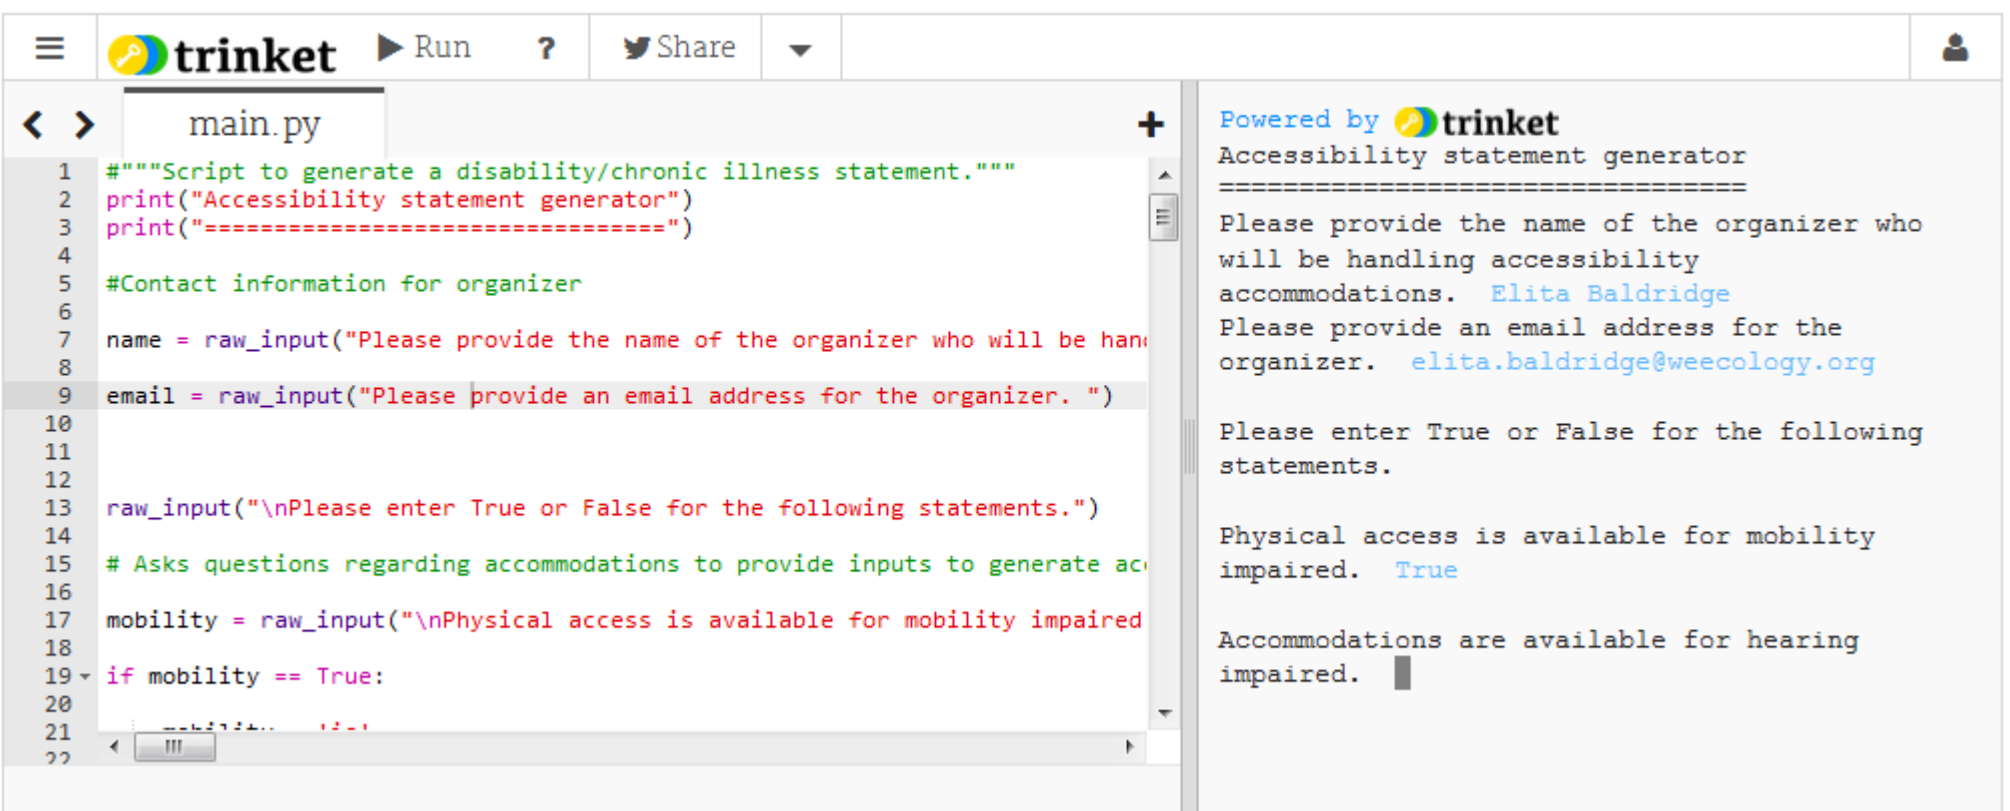 trinket Run ? Share
main.py
1 #"""Script to generate a disability/chronic illness statement."""
2 print("Accessibility statement generator")
3 print("=================================")
4
5 #Contact information for organizer
6
7 name = raw_input("Please provide the name of the organizer who will be han
8
9 email = raw_input("Please provide an email address for the organizer. ")
10
11
12
13 raw_input("\nPlease enter True or False for the following statements.")
14
15 # Asks questions regarding accommodations to provide inputs to generate ac
16
17 mobility = raw_input("\nPhysical access is available for mobility impaired
18
19 if mobility == True:
20
21
22
Powered by trinket
Accessibility statement generator
=================================
Please provide the name of the organizer who
will be handling accessibility
accommodations. Elita Baldridge
Please provide an email address for the
organizer. elita.baldridge@weecology.org
Please enter True or False for the following
statements.
Physical access is available for mobility
impaired. True
Accommodations are available for hearing
impaired.